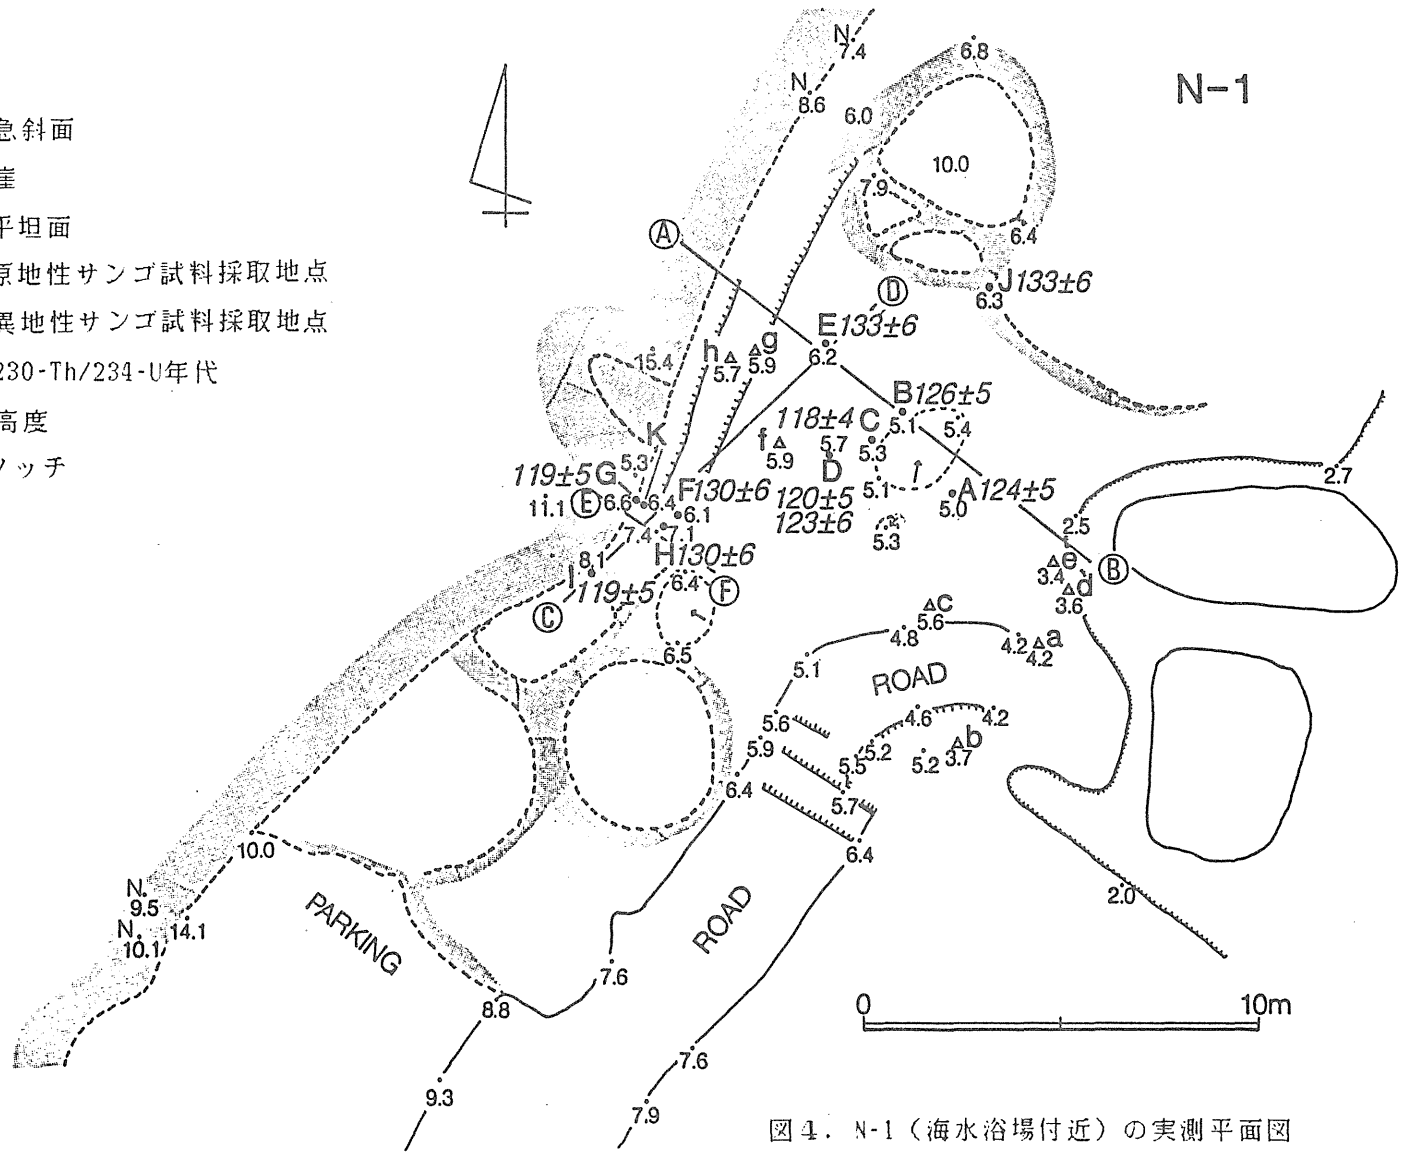 N-1
急斜面
崖
平坦面
原地性サンゴ試料採取地点
異地性サンゴ試料採取地点
230-Th/234-U年代
高度
ノッチ
N
7.4
N
8.6
6.8
6.0
10.0
7.9
6.4
A
J133±6
6.3
D
E133±6
6.2
15.4
h
5.7
g
5.9
B126±5
5.1
5.4
118±4
C
5.3
5.7
D
f
5.9
K
5.3
119±5G
11.1
E
6.6
6.4
F130±6
6.1
120±5
123±6
5.1
A124±5
5.0
5.3
2.7
2.5
7.4
7.1
H130±6
8.1
I
119±5
6.4
F
C
6.5
e
3.4
d
3.6
B
c
5.6
4.8
4.2
a
4.2
5.1
ROAD
5.6
5.9
4.6
4.2
5.2
5.5
5.2
b
3.7
6.4
5.7
6.4
10.0
N
9.5
N
10.1
14.1
PARKING
ROAD
2.0
7.6
8.8
0
10m
7.6
9.3
7.9
図4. N-1（海水浴場付近）の実測平面図